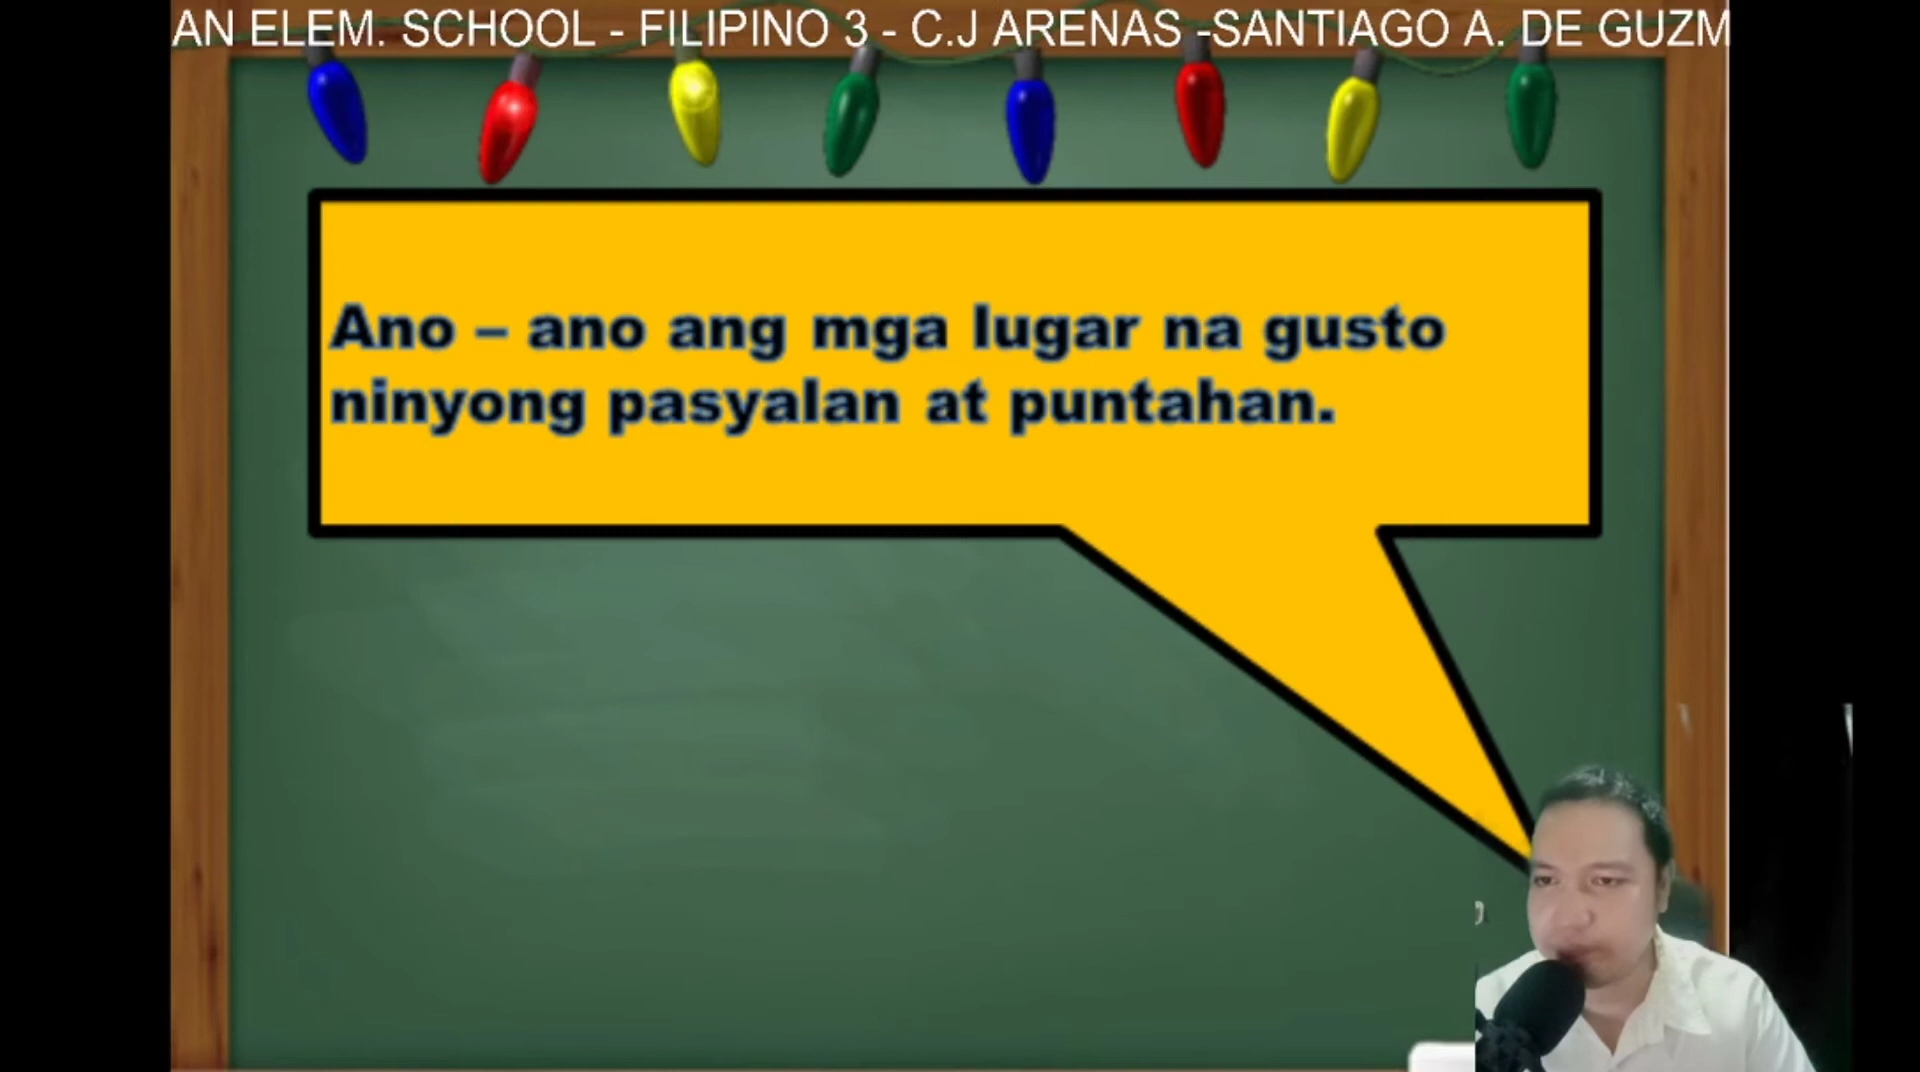 AN ELEM. SCHOOL - FILIPINO 3 - C.J ARENAS -SANTIAGO A. DE GUZM
Ano – ano ang mga lugar na gusto
ninyong pasyalan at puntahan.